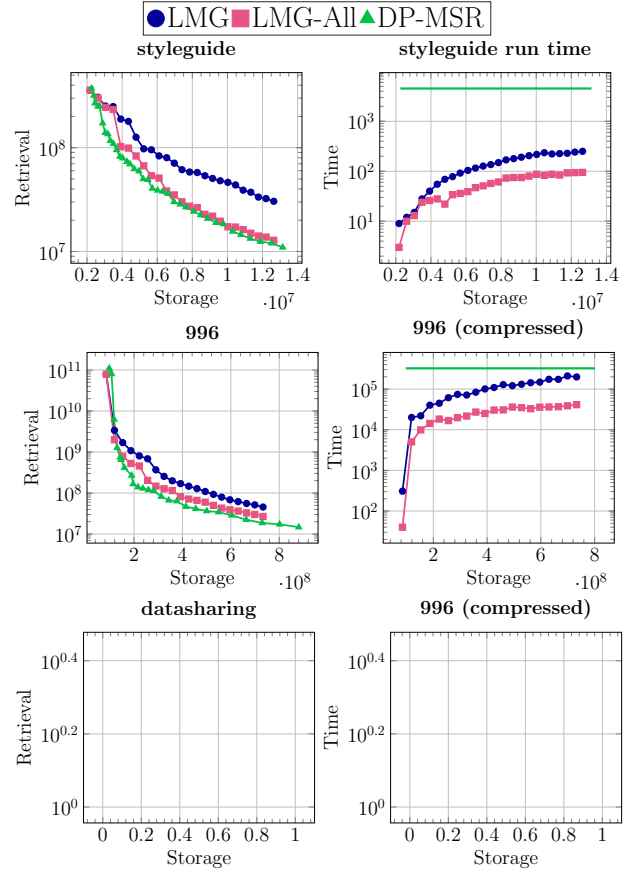 LMG LMG-All DP-MSR
styleguide
10^8
10^7
Retrieval
0.2 0.4 0.6 0.8 1 1.2 1.4
Storage
·10^7
styleguide run time
10^3
10^2
10^1
Time
0.2 0.4 0.6 0.8 1 1.2 1.4
Storage
·10^7
996
10^11
10^10
10^9
10^8
10^7
Retrieval
2 4 6 8
Storage
·10^8
996 (compressed)
10^5
10^4
10^3
10^2
Time
2 4 6 8
Storage
·10^8
datasharing
10^0.4
10^0.2
10^0
Retrieval
0 0.2 0.4 0.6 0.8 1
Storage
996 (compressed)
10^0.4
10^0.2
10^0
Time
0 0.2 0.4 0.6 0.8 1
Storage